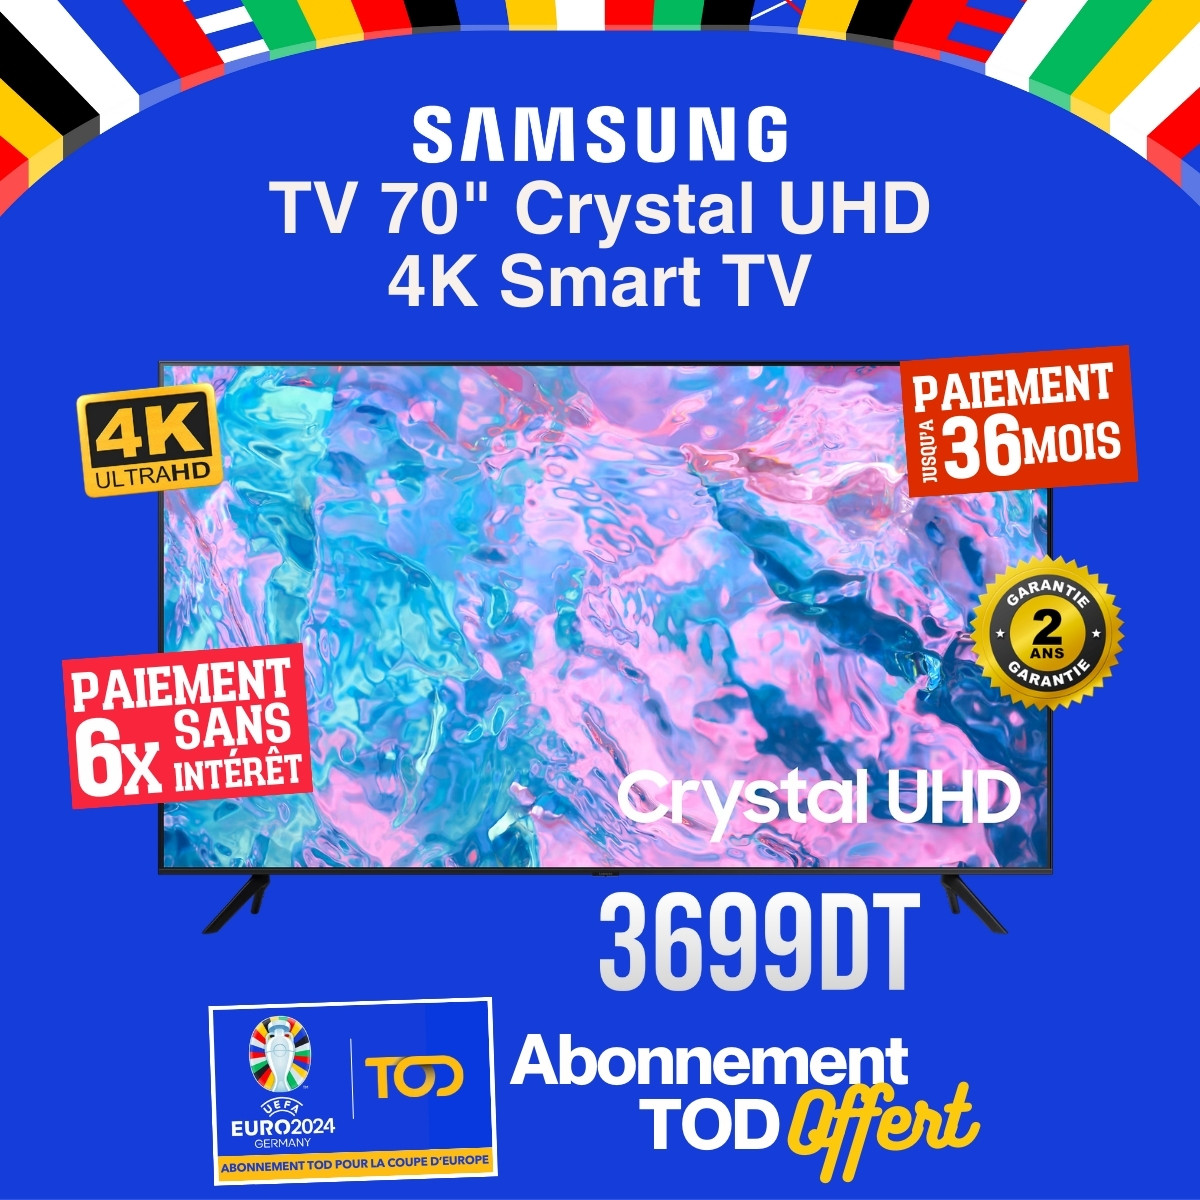 SAMSUNG
TV 70" Crystal UHD
4K Smart TV
4K
ULTRAHD
PAIEMENT
JUSQU'A
36MOIS
GARANTIE
2
ANS
GARANTIE
PAIEMENT
6x SANS
INTÉRÊT
Crystal UHD
3699DT
UEFA
EURO2024
GERMANY
TOD
ABONNEMENT TOD POUR LA COUPE D'EUROPE
Abonnement
TOD Offert